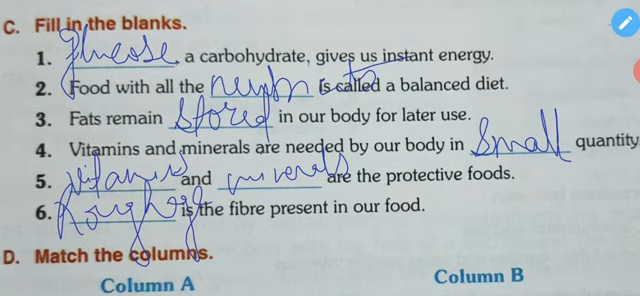 C. Fill in the blanks.
1. glucose a carbohydrate, gives us instant energy.
2. Food with all the is called a balanced diet.
3. Fats remain stored in our body for later use.
4. Vitamins and minerals are needed by our body in Small quantity
5. Vitamins and minerals are the protective foods.
6. is the fibre present in our food.
D. Match the columns.
Column A
Column B